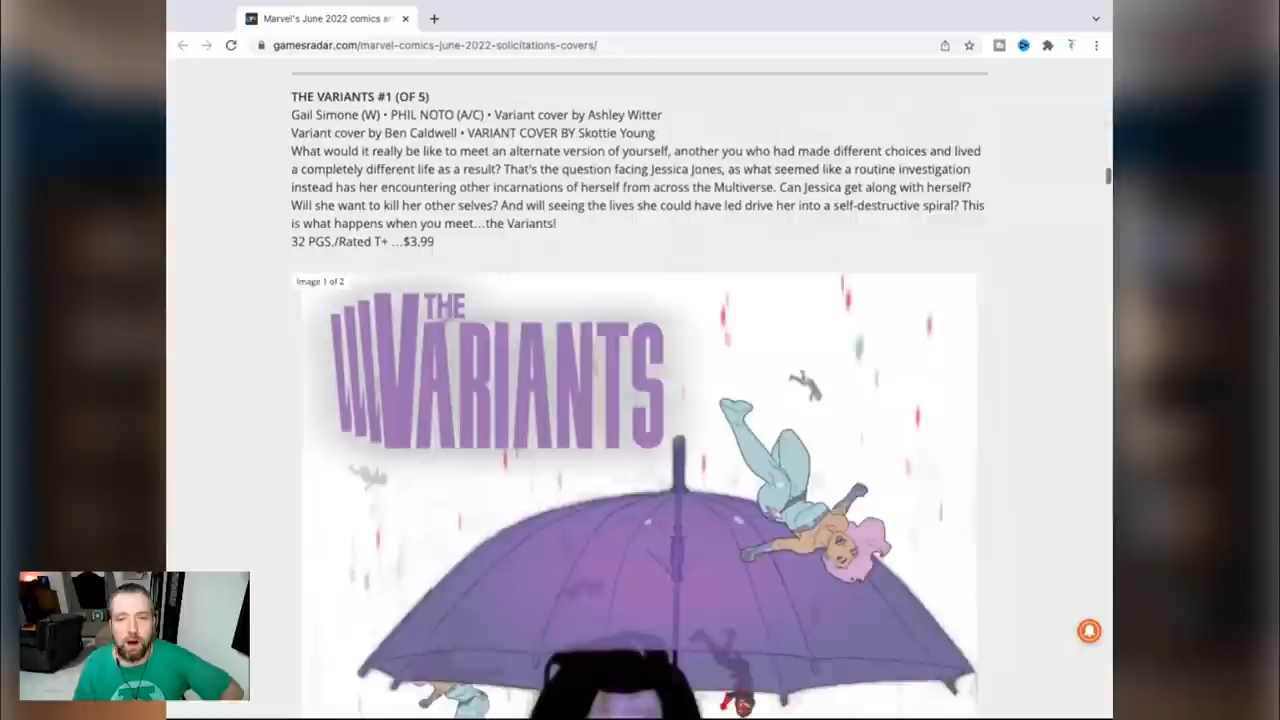 Marvel's June 2022 comics an
gamesradar.com/marvel-comics-june-2022-solicitations-covers/
THE VARIANTS #1 (OF 5)
Gail Simone (W) • PHIL NOTO (A/C) • Variant cover by Ashley Witter
Variant cover by Ben Caldwell • VARIANT COVER BY Skottie Young
What would it really be like to meet an alternate version of yourself, another you who had made different choices and lived
a completely different life as a result? That's the question facing Jessica Jones, as what seemed like a routine investigation
instead has her encountering other incarnations of herself from across the Multiverse. Can Jessica get along with herself?
Will she want to kill her other selves? And will seeing the lives she could have led drive her into a self-destructive spiral? This
is what happens when you meet…the Variants!
32 PGS./Rated T+ …$3.99
Image 1 of 2
THE
VARIANTS